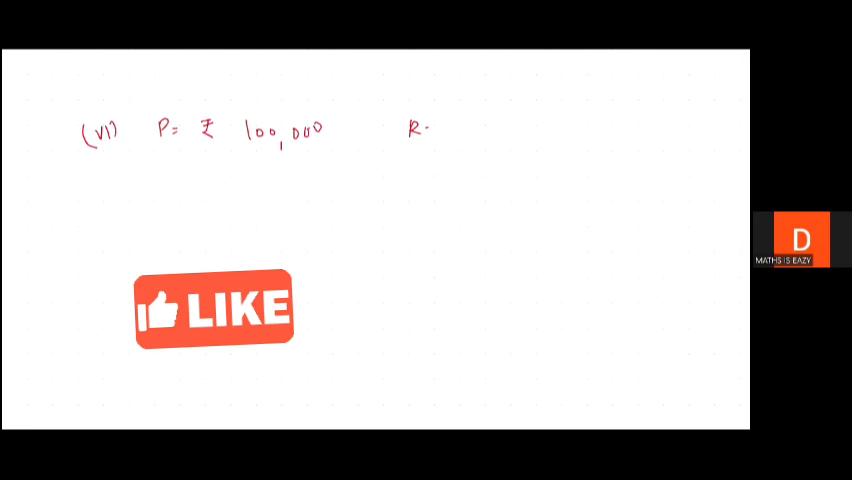 (VI) P= ₹ 100,000 R-
LIKE
D
MATHS IS EAZY